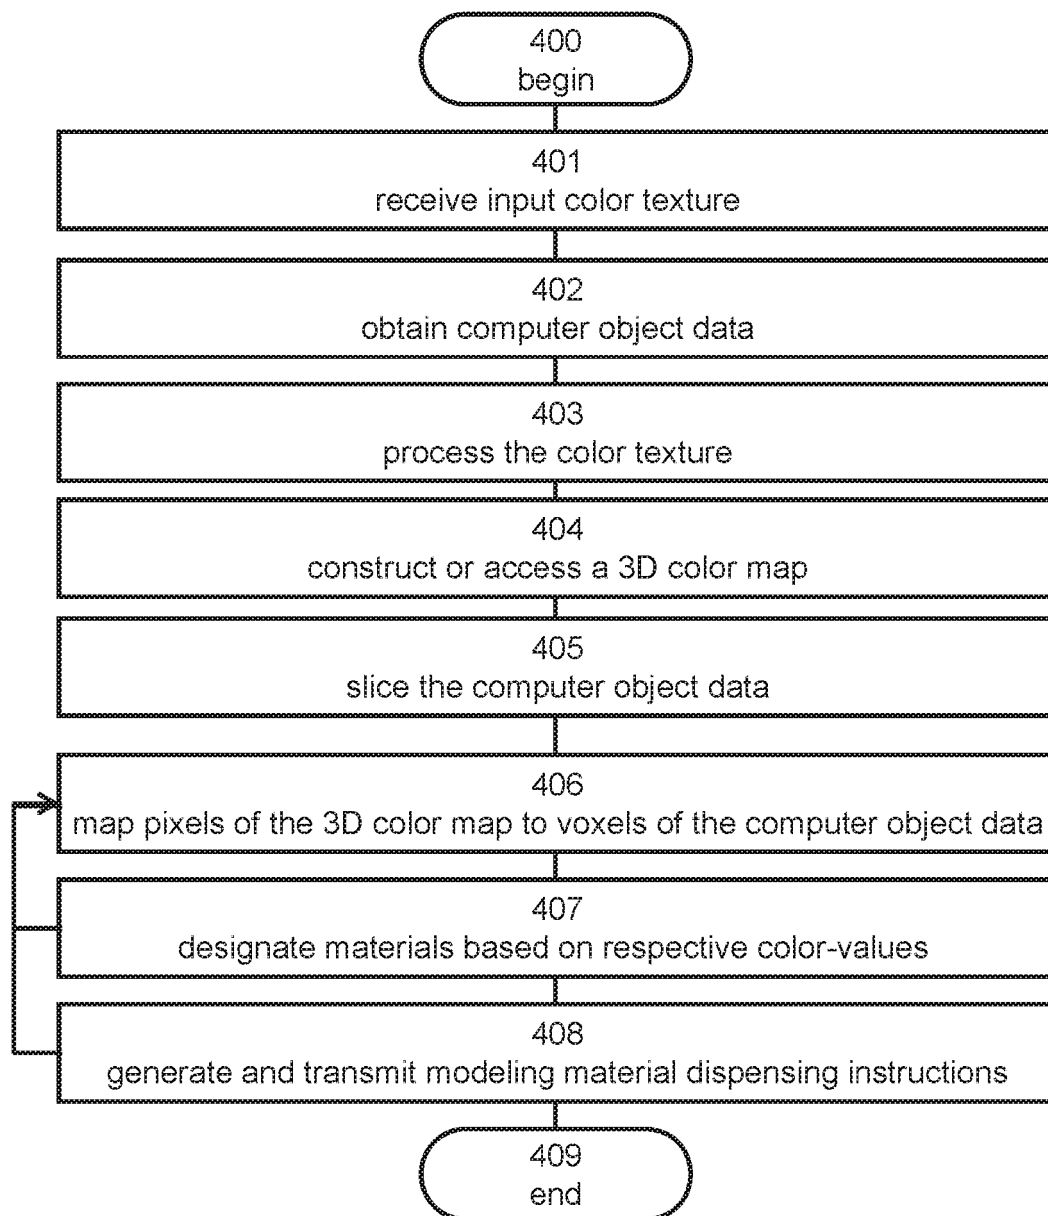 400
begin
401
receive input color texture
402
obtain computer object data
403
process the color texture
404
construct or access a 3D color map
405
slice the computer object data
406
map pixels of the 3D color map to voxels of the computer object data
407
designate materials based on respective color-values
408
generate and transmit modeling material dispensing instructions
409
end